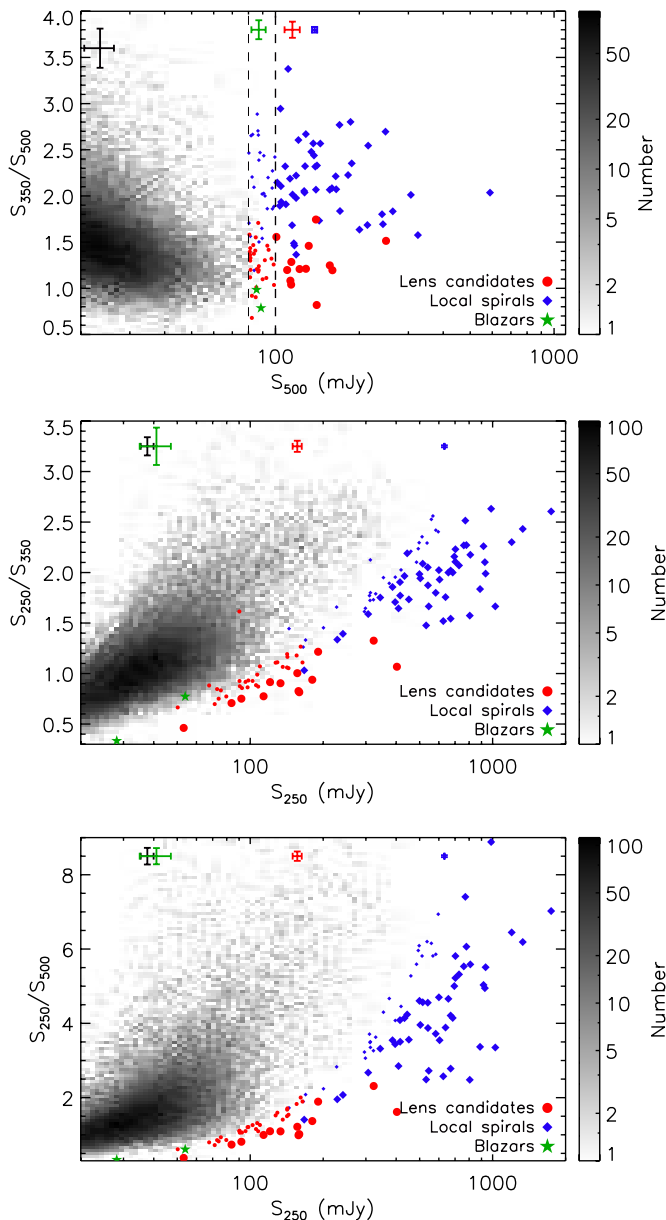 4.0
3.5
3.0
2.5
2.0
1.5
1.0
0.5
S350/S500
100
1000
S500 (mJy)
Lens candidates
Local spirals
Blazars
50
20
10
5
2
1
Number
3.5
3.0
2.5
2.0
1.5
1.0
0.5
S250/S350
100
1000
S250 (mJy)
Lens candidates
Local spirals
Blazars
100
50
20
10
5
2
1
Number
8
6
4
2
S250/S500
100
1000
S250 (mJy)
Lens candidates
Local spirals
Blazars
100
50
20
10
5
2
1
Number